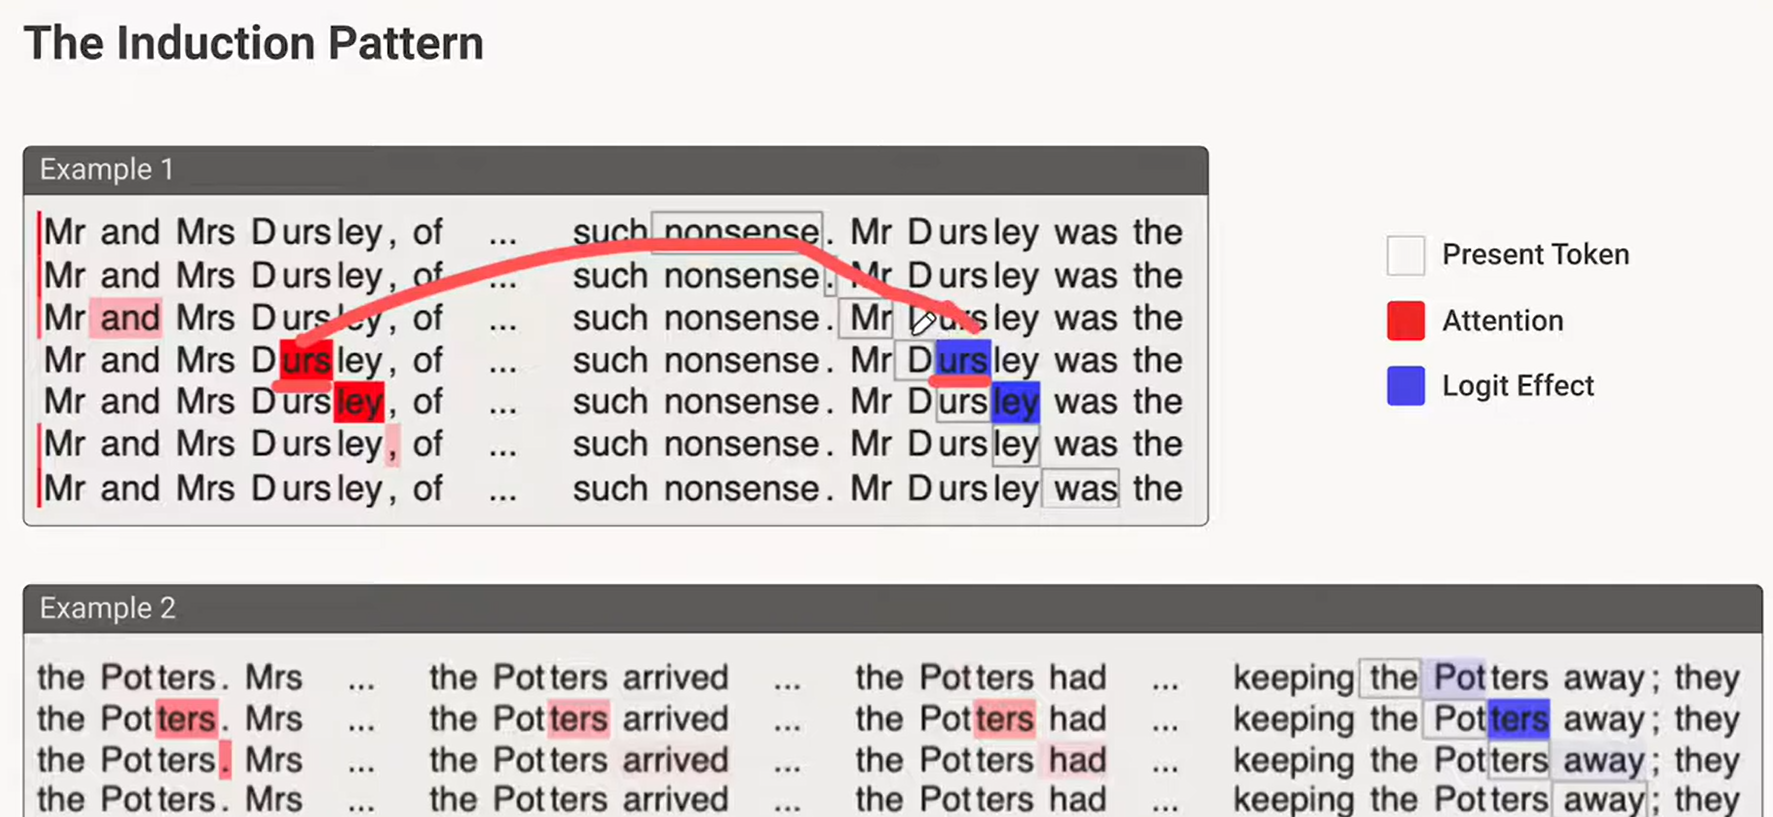 The Induction Pattern
Example 1
Mr and Mrs Dursley, of ... such nonsense. Mr Dursley was the
Mr and Mrs Dursley, of ... such nonsense. Mr Dursley was the
Mr and Mrs Dursley, of ... such nonsense. Mr Dursley was the
Mr and Mrs Dursley, of ... such nonsense. Mr Dursley was the
Mr and Mrs Dursley, of ... such nonsense. Mr Dursley was the
Mr and Mrs Dursley, of ... such nonsense. Mr Dursley was the
Mr and Mrs Dursley, of ... such nonsense. Mr Dursley was the
Present Token
Attention
Logit Effect
Example 2
the Potters. Mrs ... the Potters arrived ... the Potters had ... keeping the Potters away; they
the Potters. Mrs ... the Potters arrived ... the Potters had ... keeping the Potters away; they
the Potters. Mrs ... the Potters arrived ... the Potters had ... keeping the Potters away; they
the Potters. Mrs ... the Potters arrived ... the Potters had ... keeping the Potters away; they